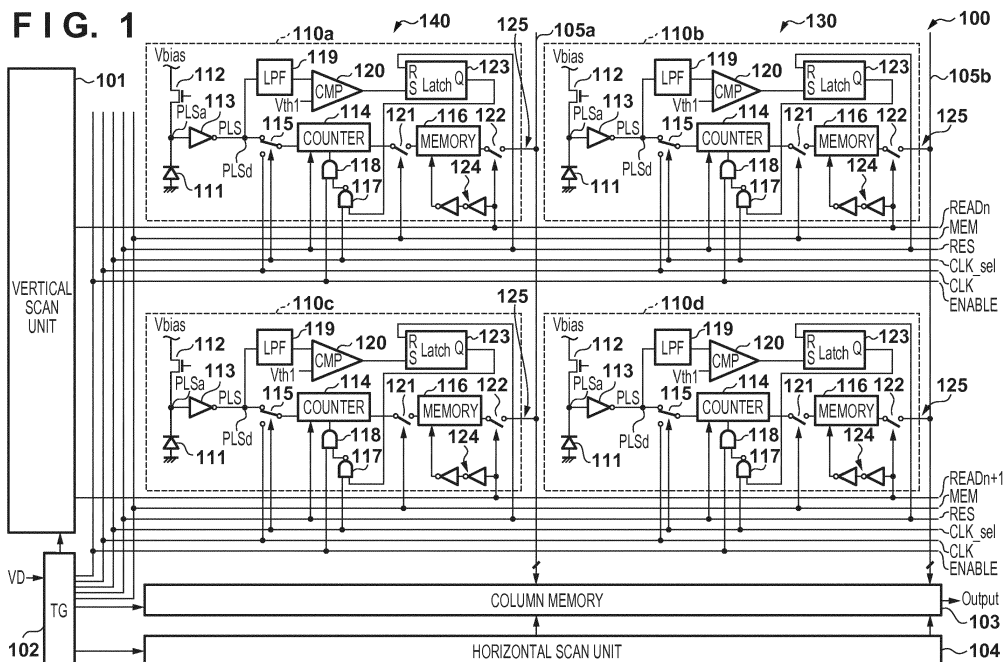 FIG. 1
140
130
100
110a
125
105a
110b
105b
101
Vbias
112
119
LPF
120
CMP
Vth1
R
S
Latch
Q
123
PLSa
113
PLS
PLSd
115
114
COUNTER
121
116
MEMORY
122
118
117
124
111
Vbias
112
119
LPF
120
CMP
Vth1
R
S
Latch
Q
123
PLSa
113
PLS
PLSd
115
114
COUNTER
121
116
MEMORY
122
125
118
117
124
111
READn
MEM
RES
CLK_sel
CLK
ENABLE
VERTICAL
SCAN
UNIT
110c
125
110d
Vbias
112
119
LPF
120
CMP
Vth1
R
S
Latch
Q
123
PLSa
113
PLS
PLSd
115
114
COUNTER
121
116
MEMORY
122
118
117
124
111
Vbias
112
119
LPF
120
CMP
Vth1
R
S
Latch
Q
123
PLSa
113
PLS
PLSd
115
114
COUNTER
121
116
MEMORY
122
125
118
117
124
111
READn+1
MEM
RES
CLK_sel
CLK
ENABLE
VD
TG
102
COLUMN MEMORY
Output
103
HORIZONTAL SCAN UNIT
104